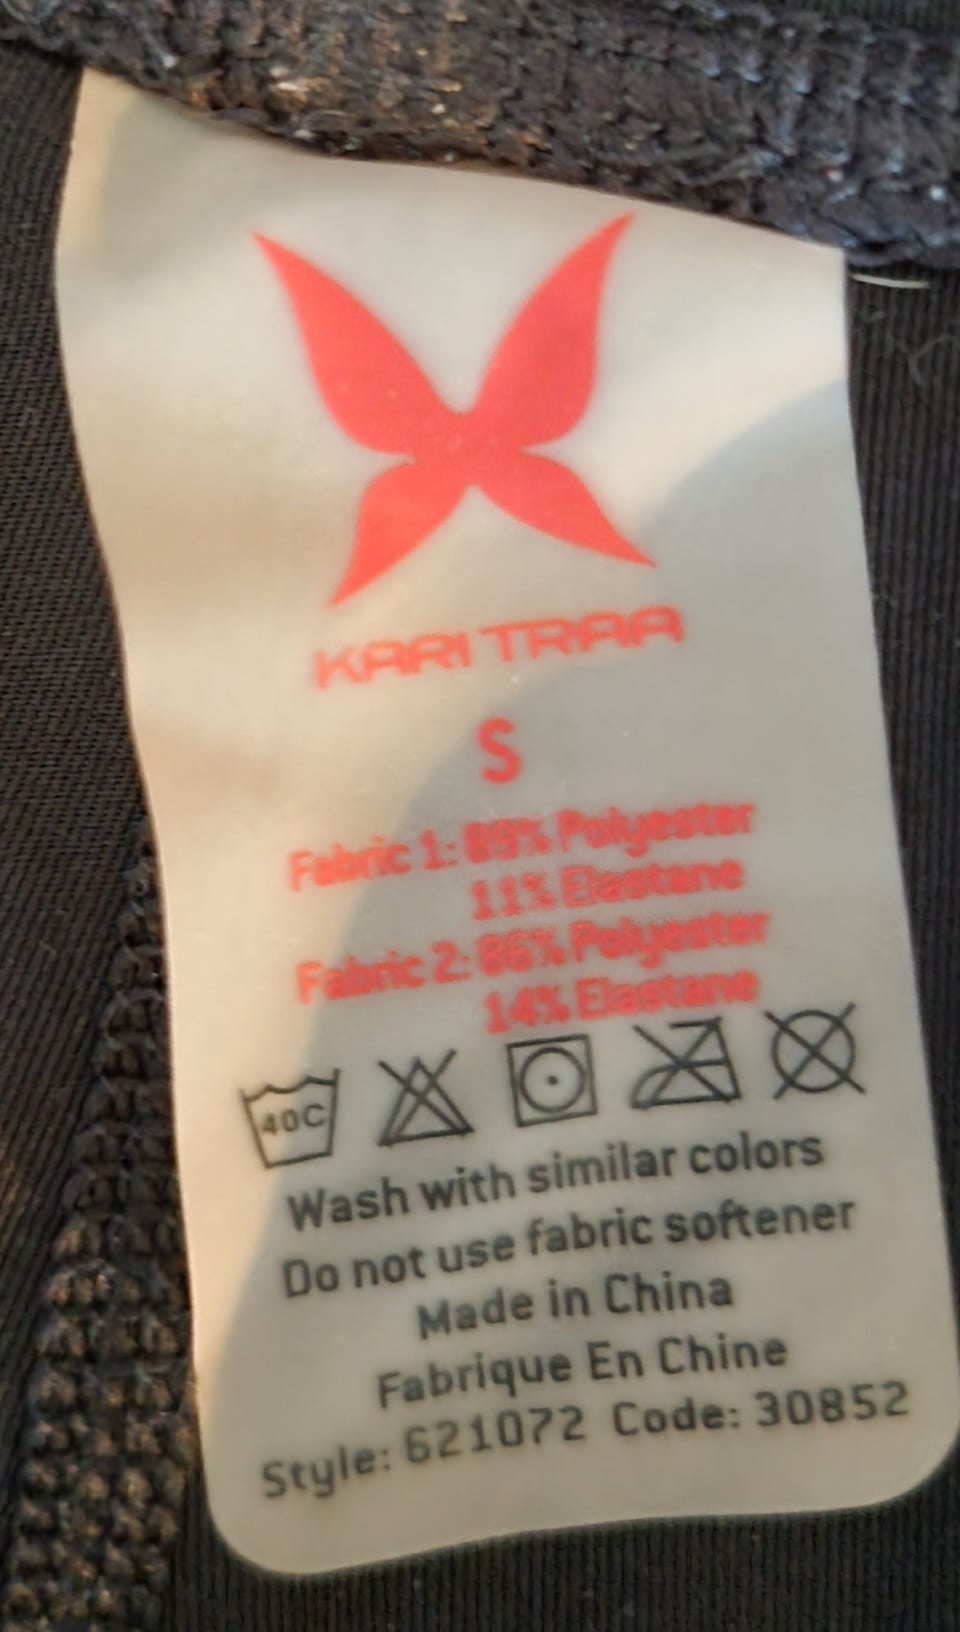 KARI TRAA
S
Fabric 1: 89% Polyester
11% Elastane
Fabric 2: 86% Polyester
14% Elastane
40C
Wash with similar colors
Do not use fabric softener
Made in China
Fabrique En Chine
Style: 621072 Code: 30852